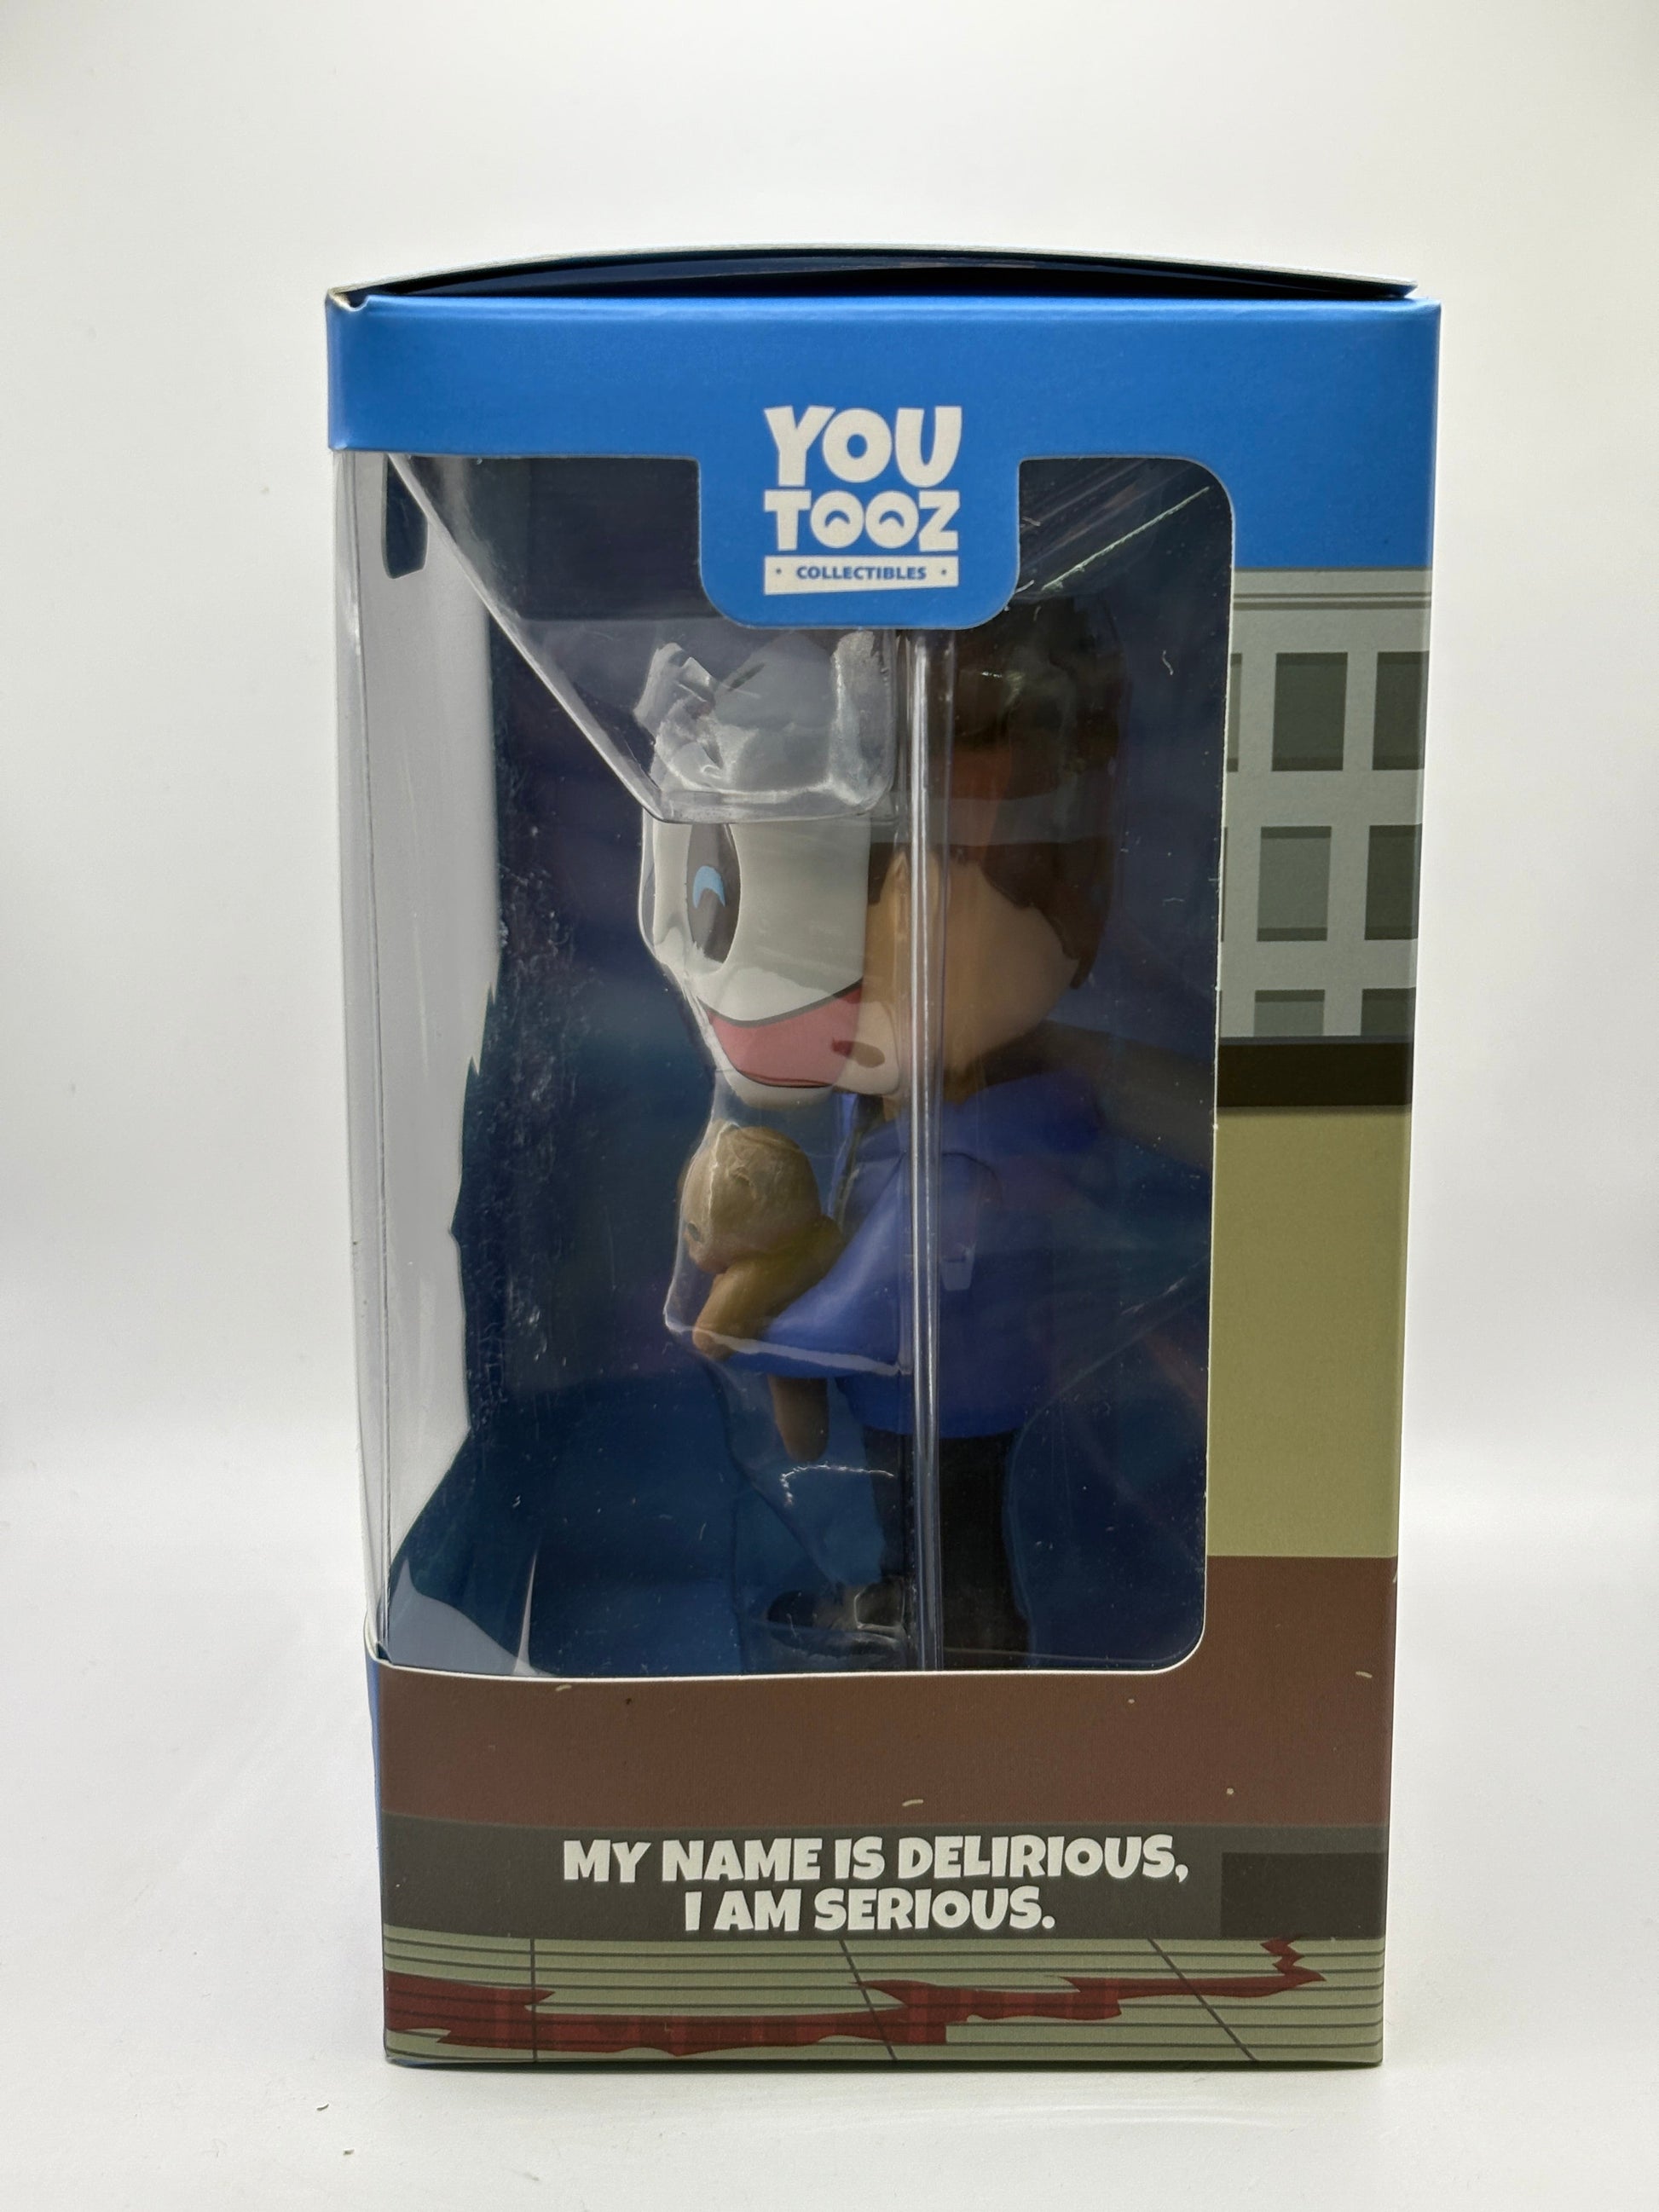 YOU
TOOZ
• COLLECTIBLES •
MY NAME IS DELIRIOUS,
I AM SERIOUS.